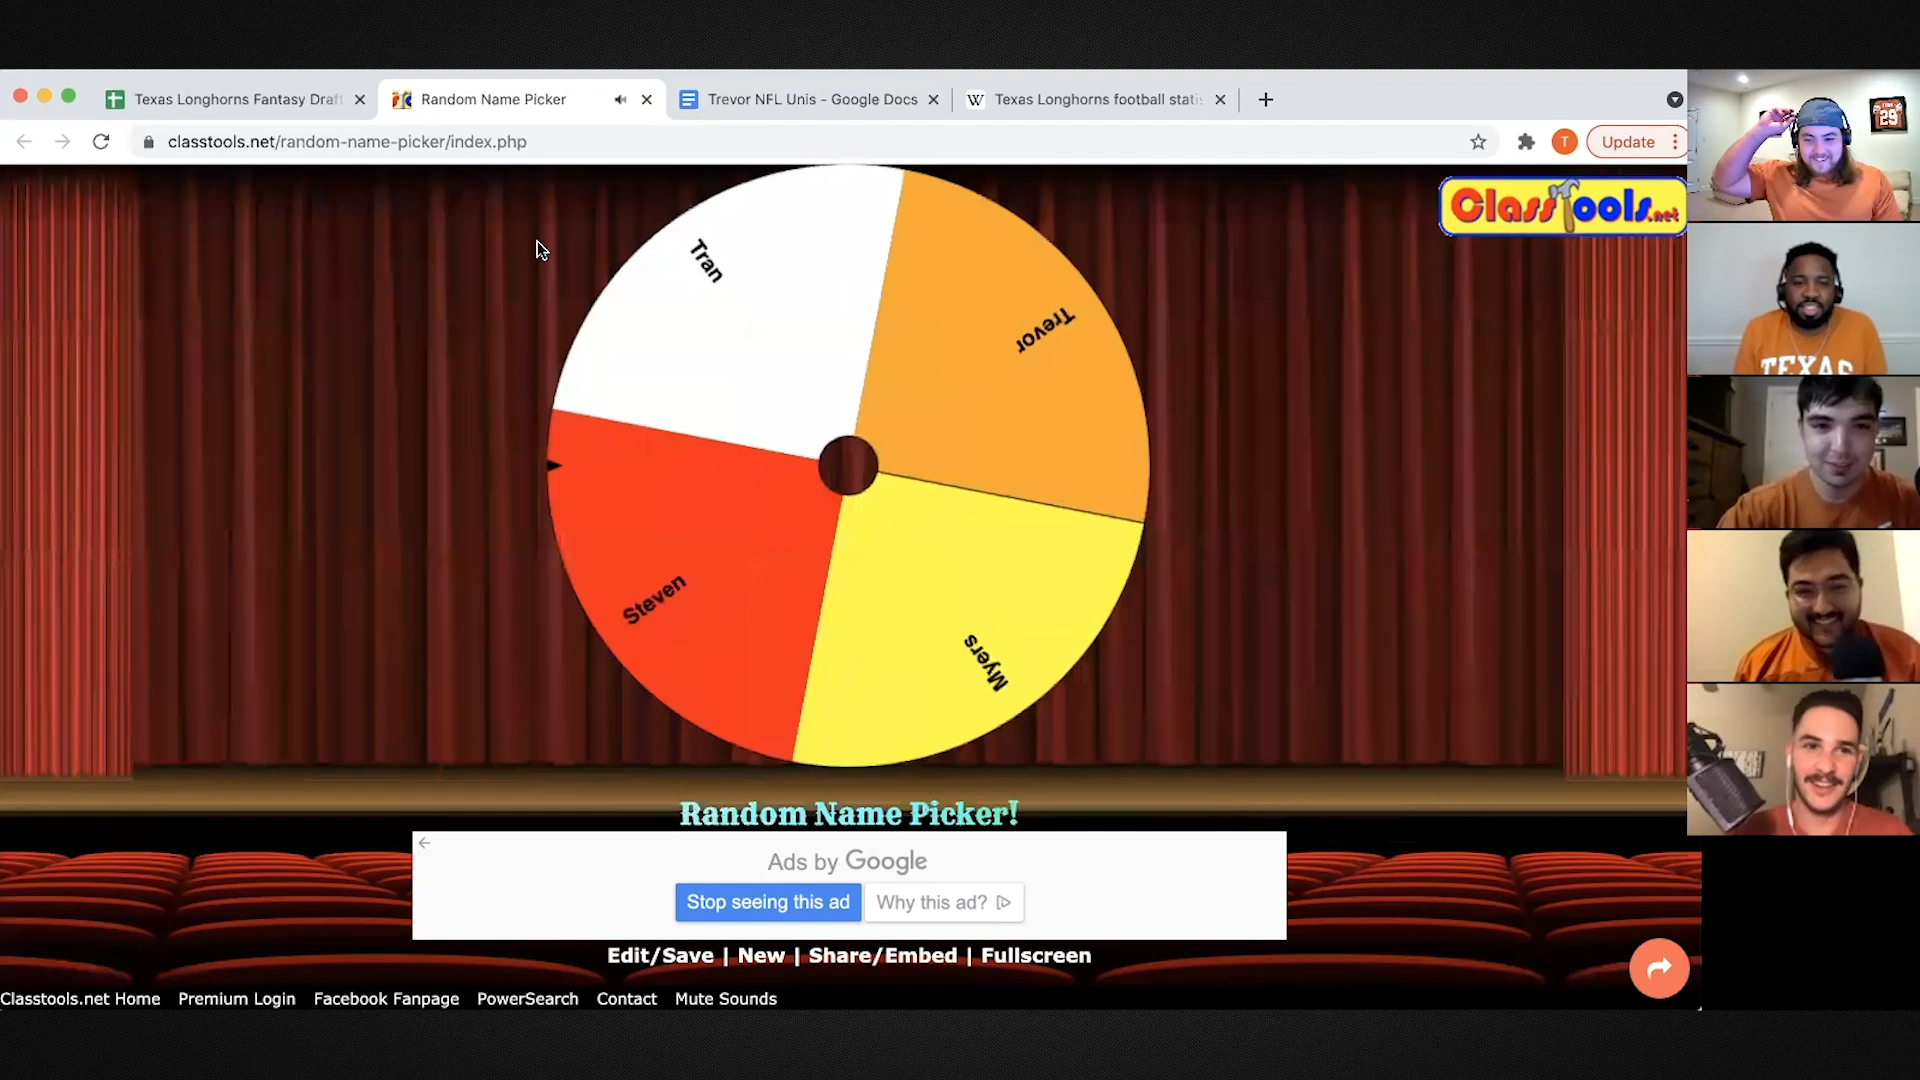 Texas Longhorns Fantasy Draft
Random Name Picker
Trevor NFL Unis - Google Docs
W
Texas Longhorns football stati
classtools.net/random-name-picker/index.php
T
Update
29
ClassTools.net
Tran
Trevor
TEXAS
Steven
Myers
Random Name Picker!
Ads by Google
Stop seeing this ad
Why this ad?
Edit/Save | New | Share/Embed | Fullscreen
Classtools.net Home Premium Login Facebook Fanpage PowerSearch Contact Mute Sounds